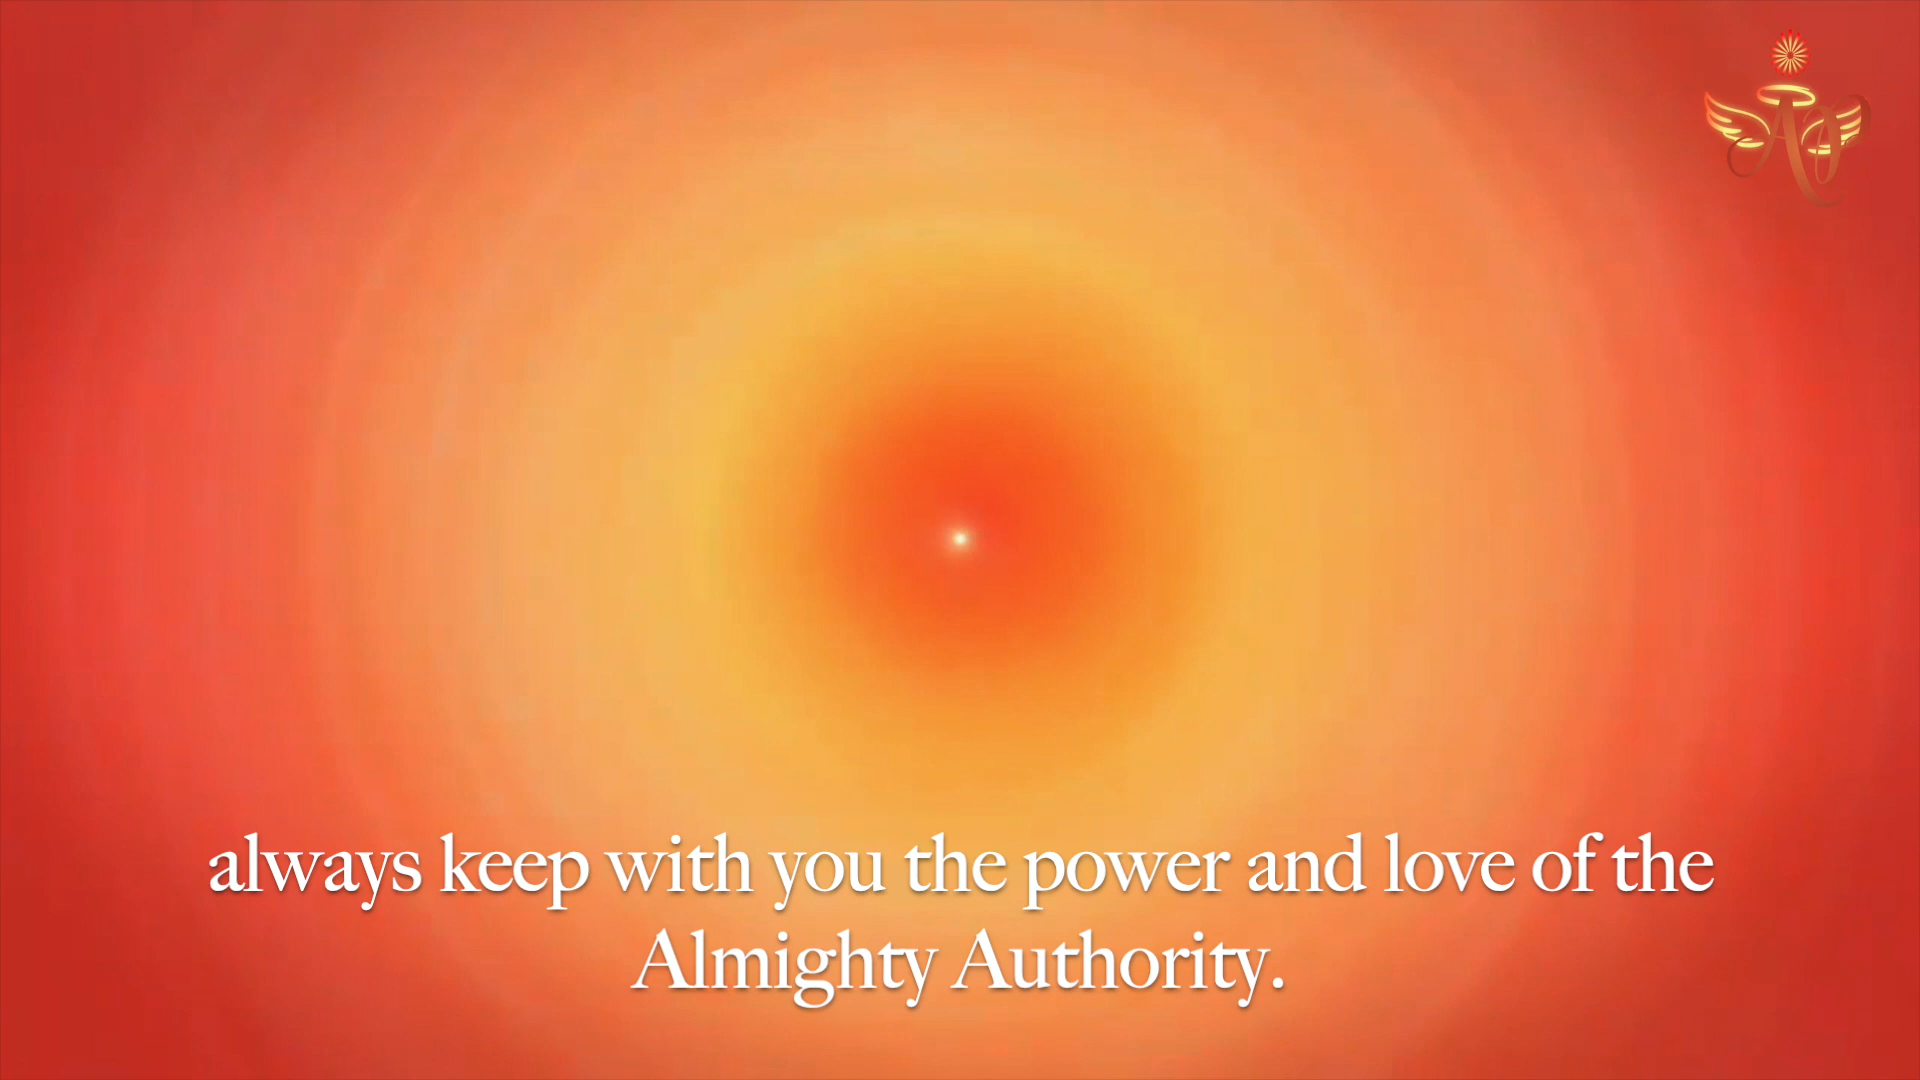 always keep with you the power and love of the
Almighty Authority.